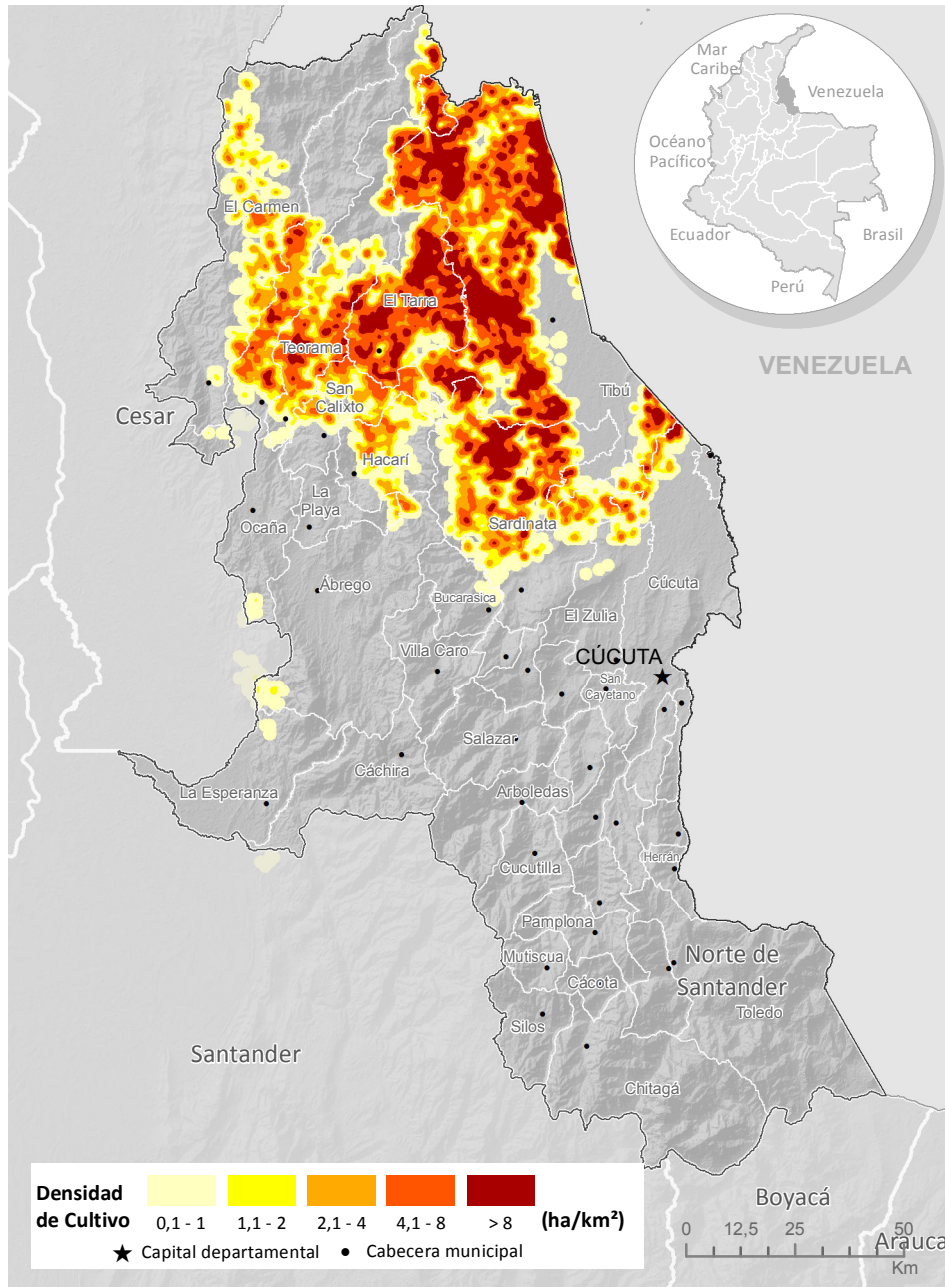 Mar
Caribe
Venezuela
Océano
Pacífico
Ecuador
Brasil
Perú
VENEZUELA
El Carmen
El Tarra
Teorama
San
Calixto
Tibú
Cesar
Hacarí
La
Playa
Ocaña
Sardinata
Ábrego
Cúcuta
Bucarasica
El Zulia
Villa Caro
CÚCUTA
San
Cayetano
Salazar
Cáchira
La Esperanza
Arboledas
Cucutilla
Herrán
Pamplona
Mutiscua
Norte de
Santander
Cácota
Toledo
Silos
Santander
Chitagá
Boyacá
Arauca
Densidad
de Cultivo
0,1 - 1
1,1 - 2
2,1 - 4
4,1 - 8
> 8
(ha/km²)
Capital departamental
Cabecera municipal
0 12,5 25 50
Km